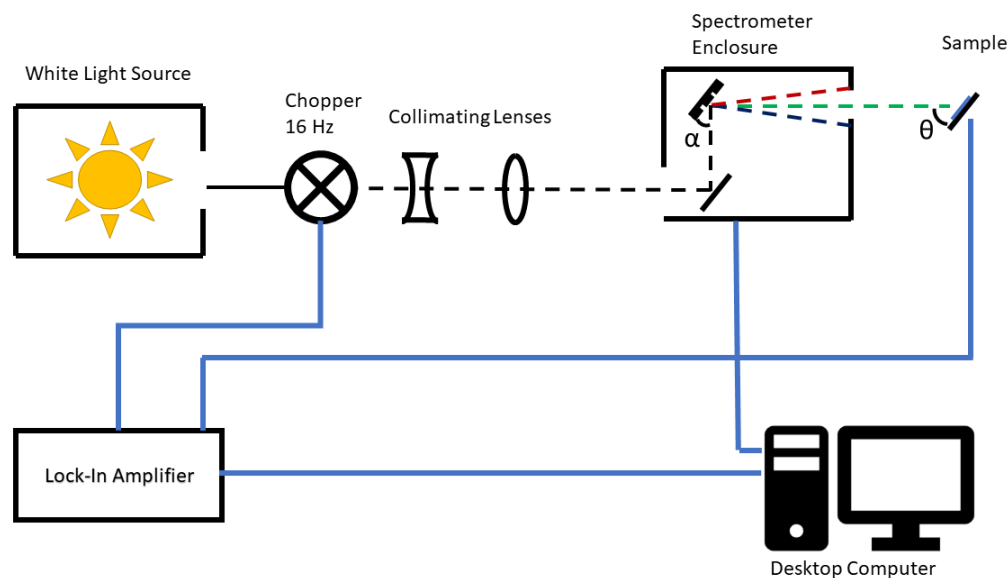 White Light Source
Chopper
16 Hz
Collimating Lenses
Spectrometer
Enclosure
Sample
α
θ
Lock-In Amplifier
Desktop Computer